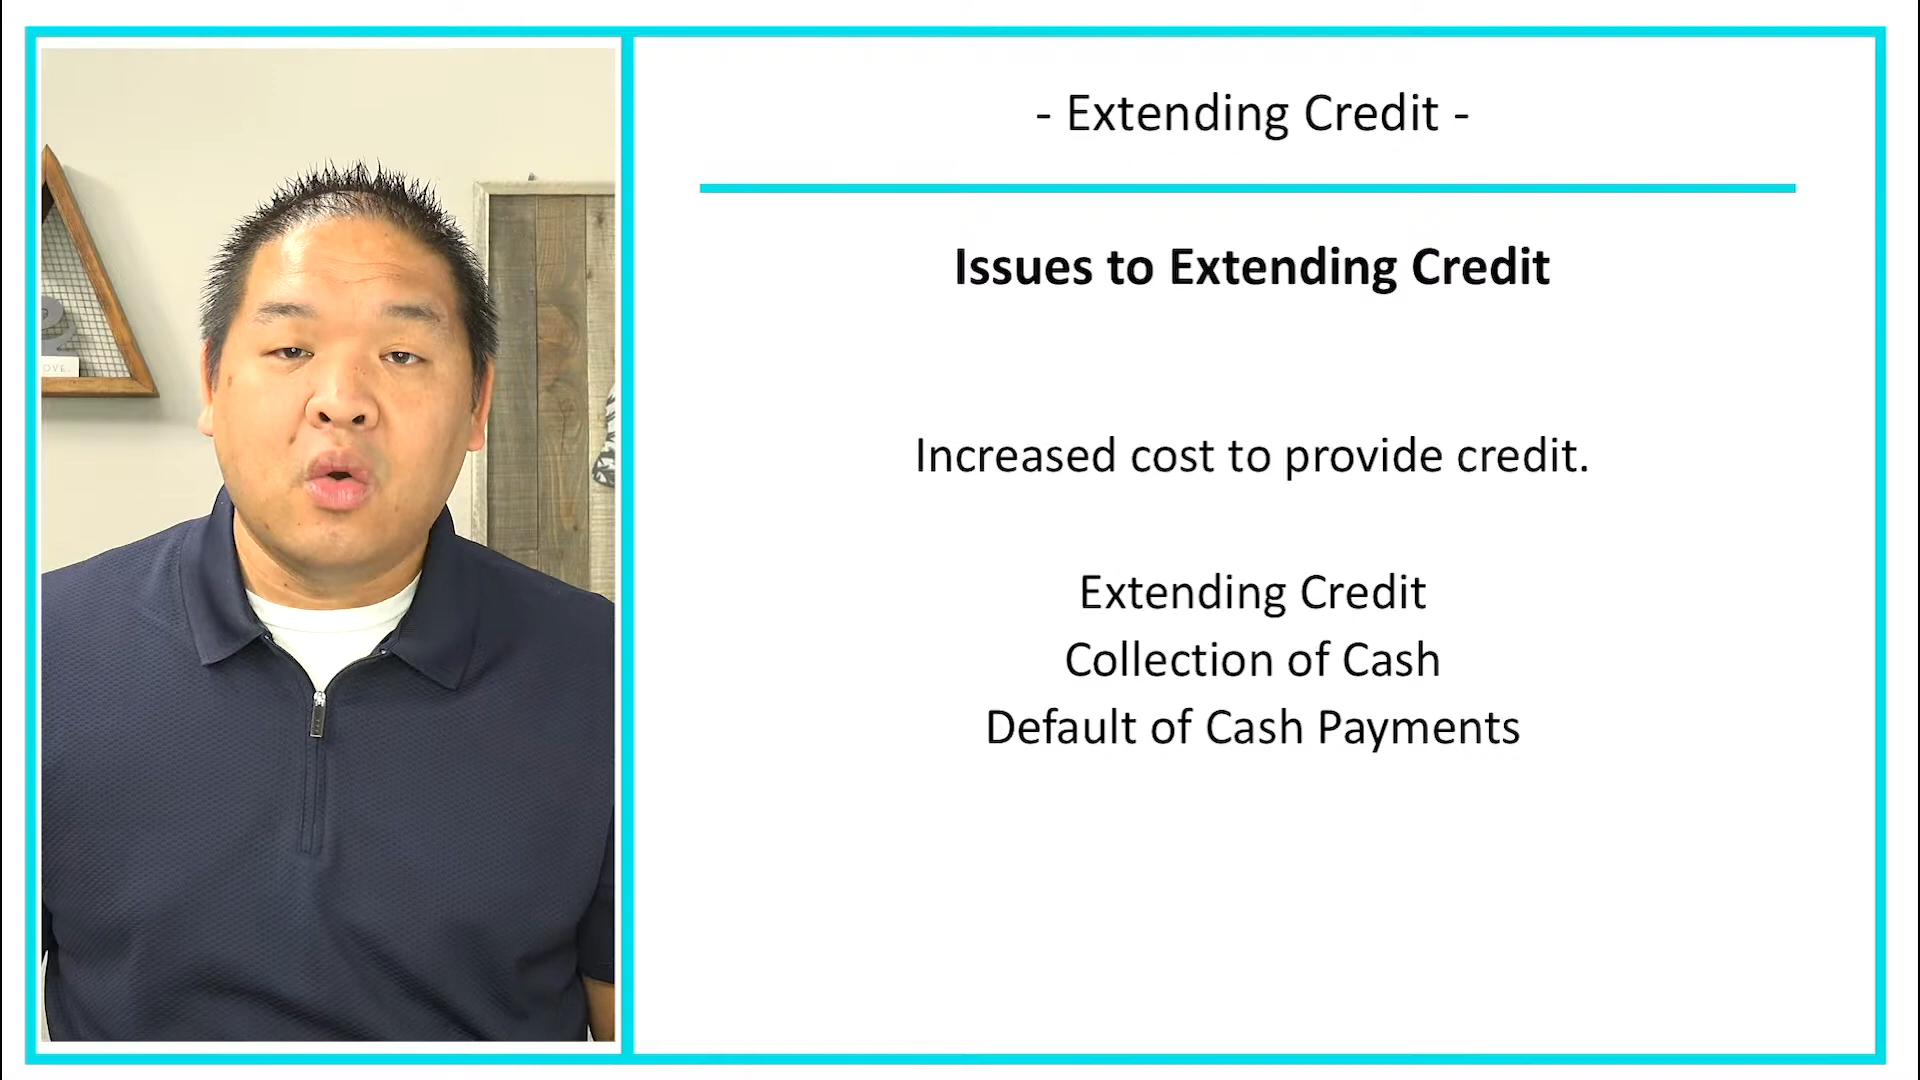 - Extending Credit -
Issues to Extending Credit
Increased cost to provide credit.
Extending Credit
Collection of Cash
Default of Cash Payments
OVE.